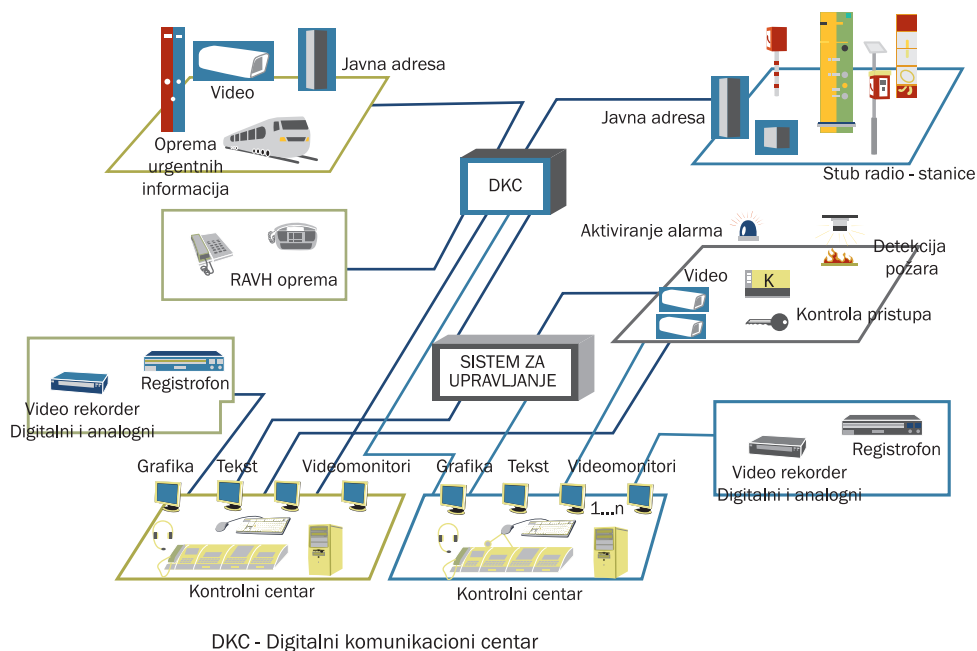 Video
Javna adresa
Oprema
urgentnih
informacija
Javna adresa
SOS
Stub radio - stanice
DKC
RAVH oprema
Aktiviranje alarma
Detekcija
požara
Video
K
Kontrola pristupa
SISTEM ZA
UPRAVLJANJE
Registrofon
Video rekorder
Digitalni i analogni
Grafika
Tekst
Videomonitori
Grafika
Tekst
Videomonitori
1...n
Registrofon
Video rekorder
Digitalni i analogni
Kontrolni centar
Kontrolni centar
DKC - Digitalni komunikacioni centar